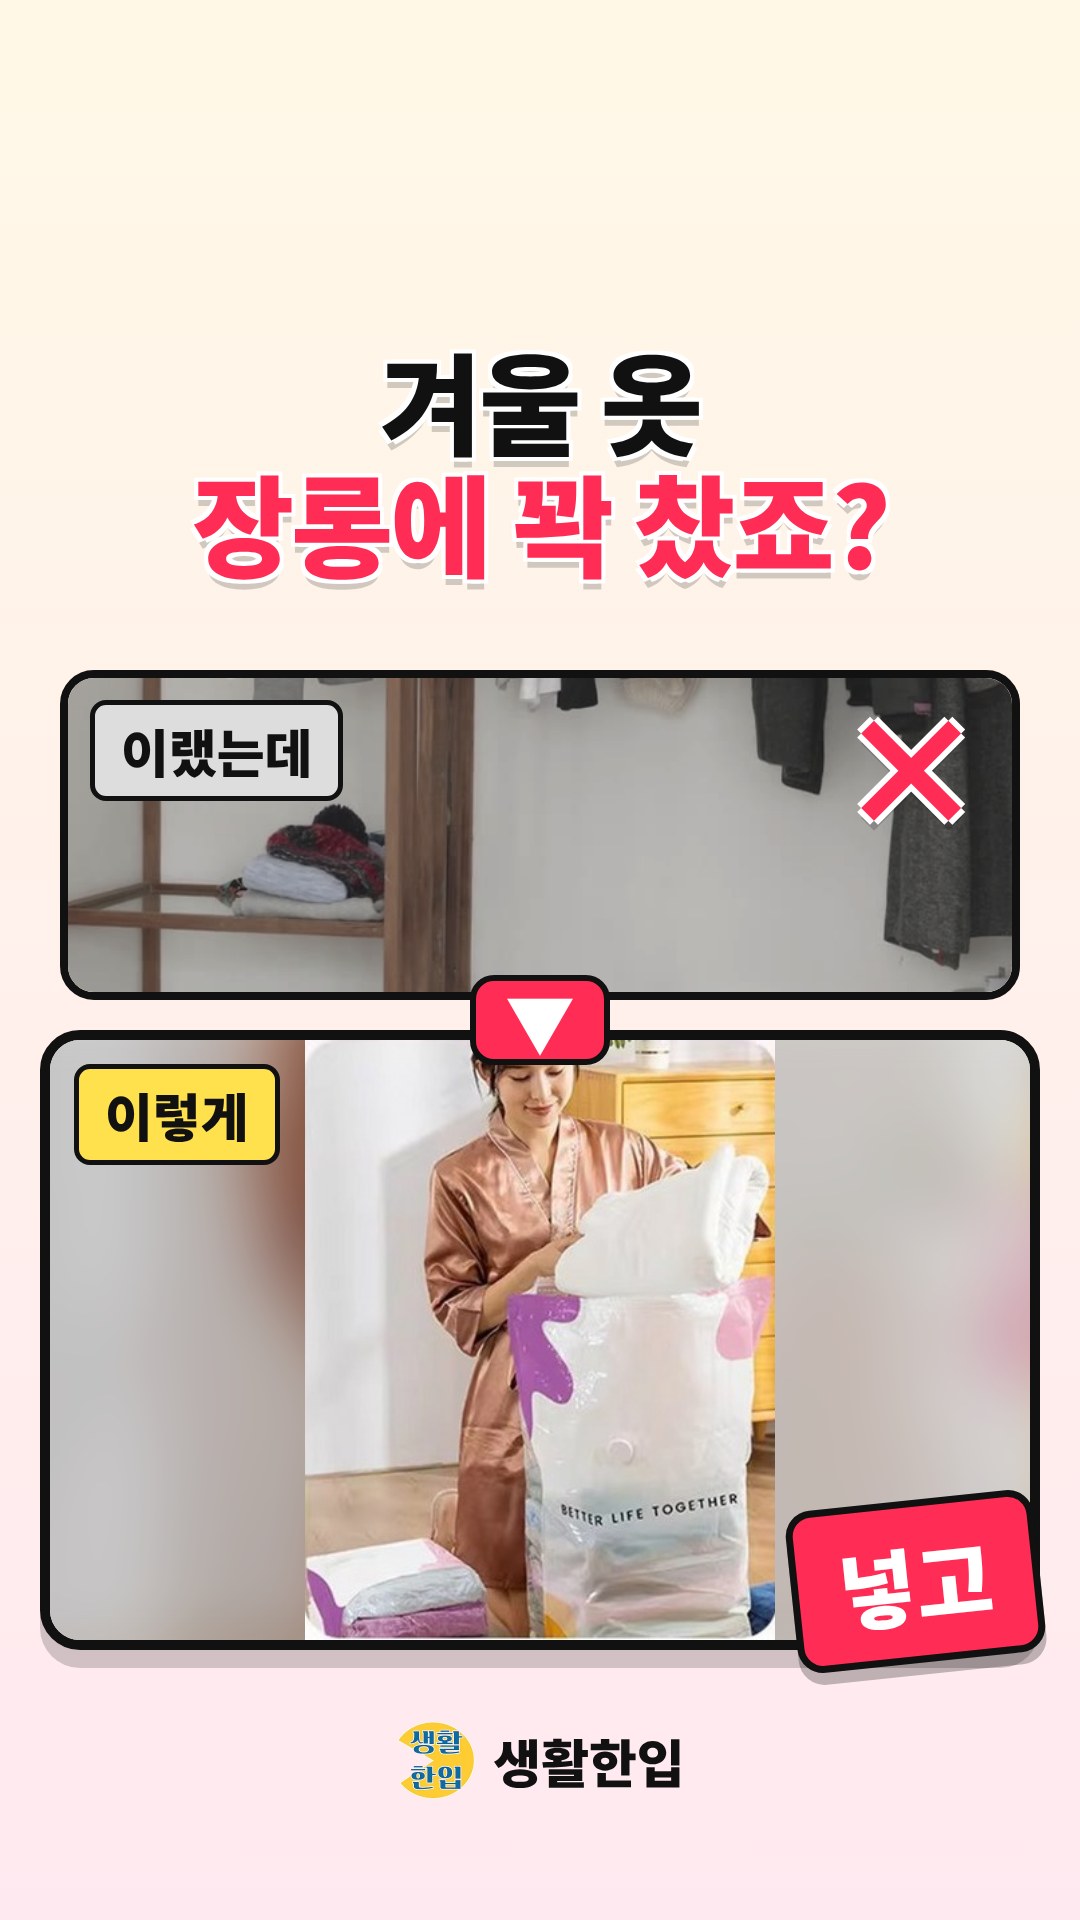 겨울 옷
장롱에 꽉 찼죠?
이랬는데
이렇게
BETTER LIFE TOGETHER
넣고
생활
한입
생활한입